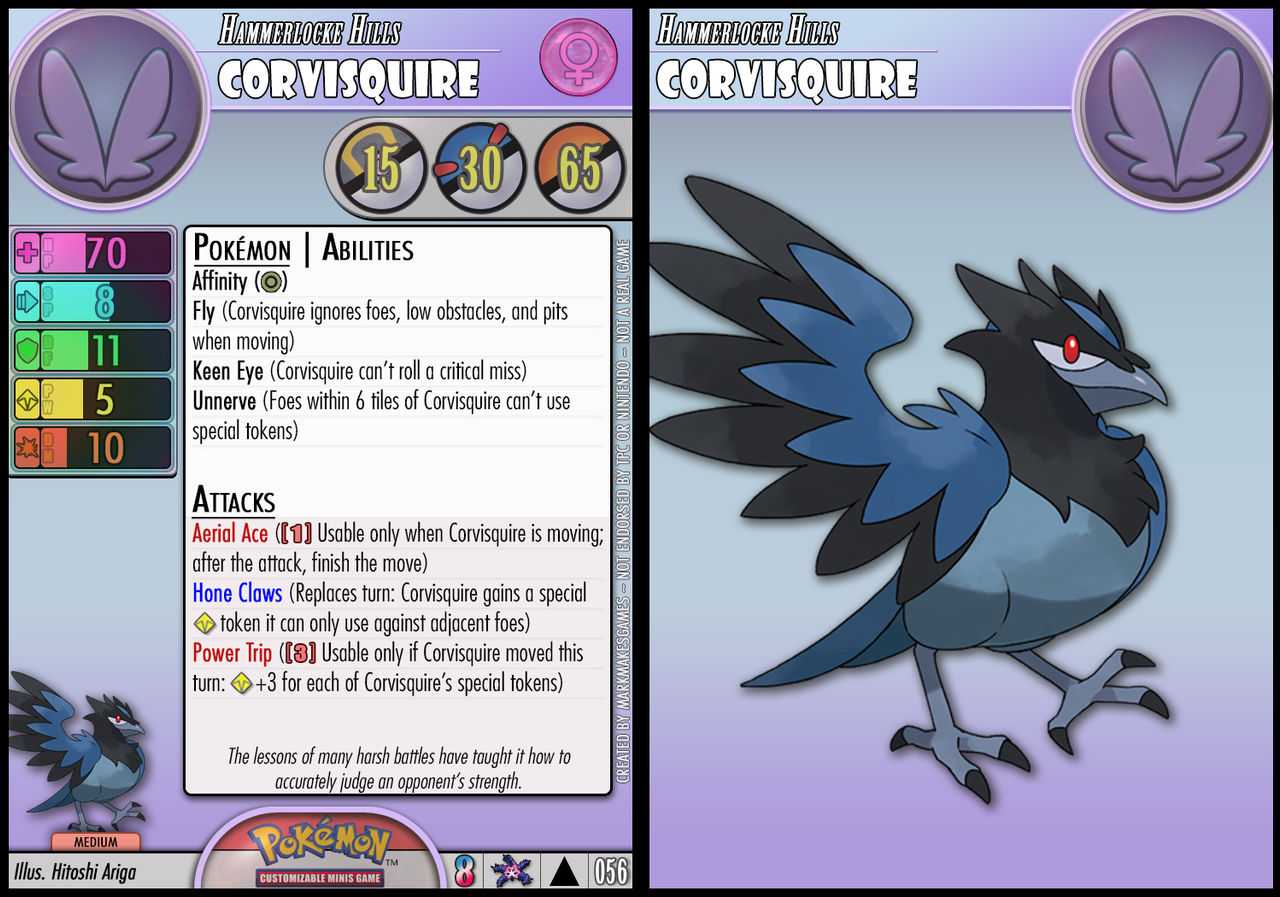 HAMMERLOCKE HILLS
CORVISQUIRE
15 30 65
HP 70
SP 8
DF 11
PW 5
DM 10
POKÉMON | ABILITIES
Affinity ( )
Fly (Corvisquire ignores foes, low obstacles, and pits
when moving)
Keen Eye (Corvisquire can't roll a critical miss)
Unnerve (Foes within 6 tiles of Corvisquire can't use
special tokens)
ATTACKS
Aerial Ace ([1] Usable only when Corvisquire is moving;
after the attack, finish the move)
Hone Claws (Replaces turn: Corvisquire gains a special
token it can only use against adjacent foes)
Power Trip ([3] Usable only if Corvisquire moved this
turn: +3 for each of Corvisquire's special tokens)
The lessons of many harsh battles have taught it how to
accurately judge an opponent's strength.
CREATED BY MARKMAKESGAMES – NOT ENDORSED BY TPC OR NINTENDO – NOT A REAL GAME
MEDIUM
Illus. Hitoshi Ariga
POKÉMON™
CUSTOMIZABLE MINIS GAME
8
056
HAMMERLOCKE HILLS
CORVISQUIRE